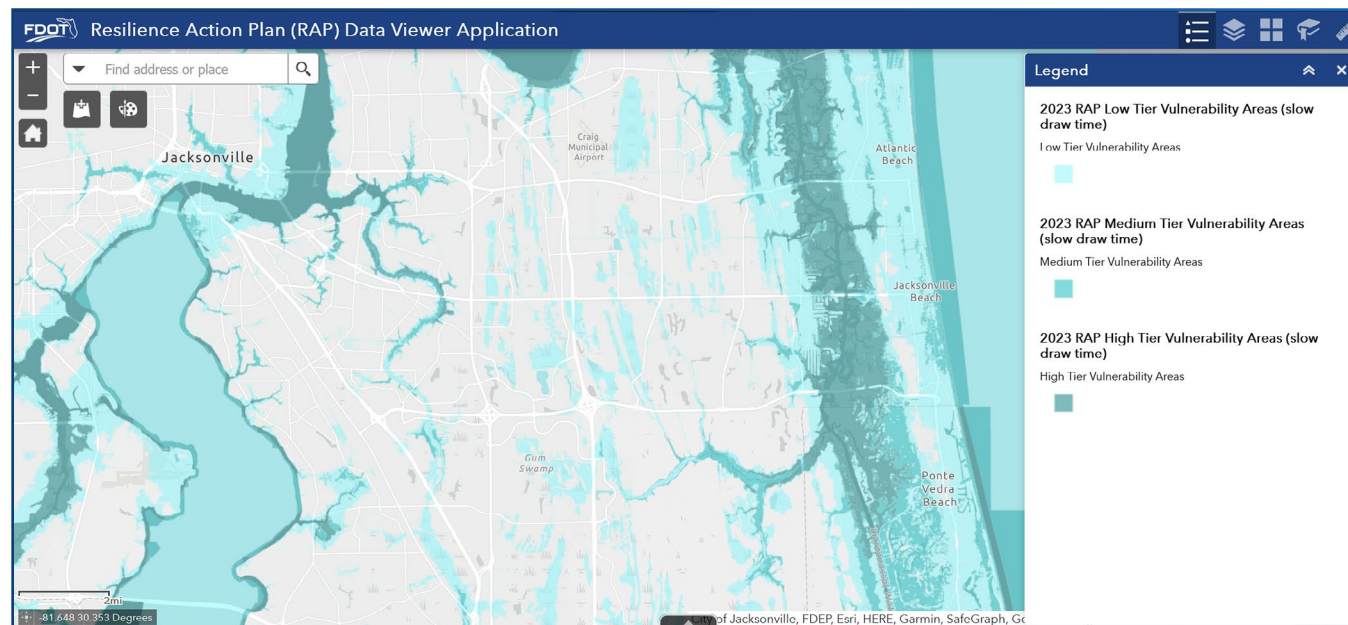 FDOT Resilience Action Plan (RAP) Data Viewer Application
+
Find address or place
−
Jacksonville
Craig
Municipal
Airport
Atlantic
Beach
Jacksonville
Beach
Gum
Swamp
Ponte
Vedra
Beach
2mi
-81.648 30.353 Degrees
City of Jacksonville, FDEP, Esri, HERE, Garmin, SafeGraph, Ge
Legend
2023 RAP Low Tier Vulnerability Areas (slow
draw time)
Low Tier Vulnerability Areas
2023 RAP Medium Tier Vulnerability Areas
(slow draw time)
Medium Tier Vulnerability Areas
2023 RAP High Tier Vulnerability Areas (slow
draw time)
High Tier Vulnerability Areas